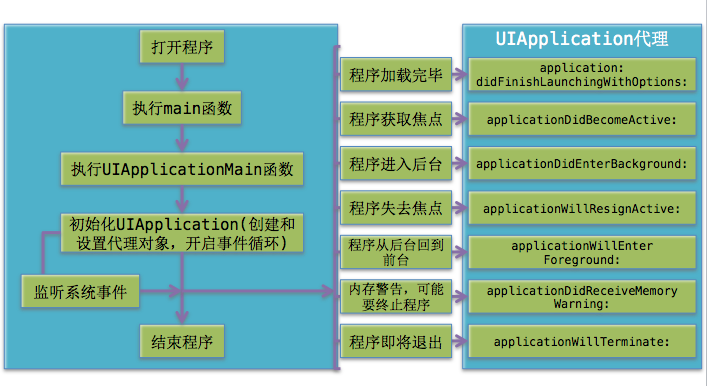 打开程序
执行main函数
执行UIApplicationMain函数
初始化UIApplication(创建和
设置代理对象，开启事件循环)
监听系统事件
结束程序
程序加载完毕
程序获取焦点
程序进入后台
程序失去焦点
程序从后台回到
前台
内存警告，可能
要终止程序
程序即将退出
UIApplication代理
application:
didFinishLaunchingWithOptions:
applicationDidBecomeActive:
applicationDidEnterBackground:
applicationWillResignActive:
applicationWillEnter
Foreground:
applicationDidReceiveMemory
Warning:
applicationWillTerminate: